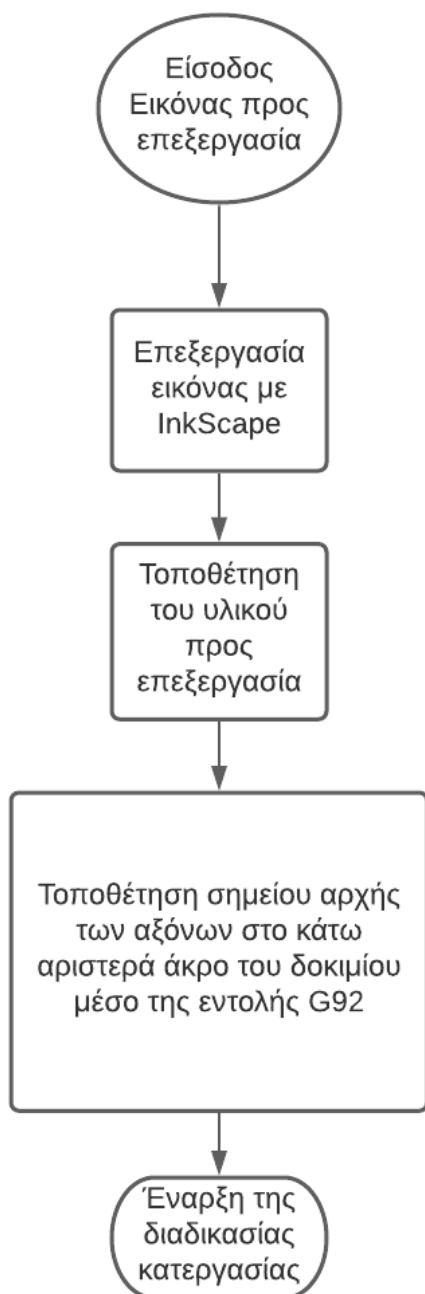 Είσοδος
Εικόνας προς
επεξεργασία
Επεξεργασία
εικόνας με
InkScape
Τοποθέτηση
του υλικού
προς
επεξεργασία
Τοποθέτηση σημείου αρχής
των αξόνων στο κάτω
αριστερά άκρο του δοκιμίου
μέσο της εντολής G92
Έναρξη της
διαδικασίας
κατεργασίας